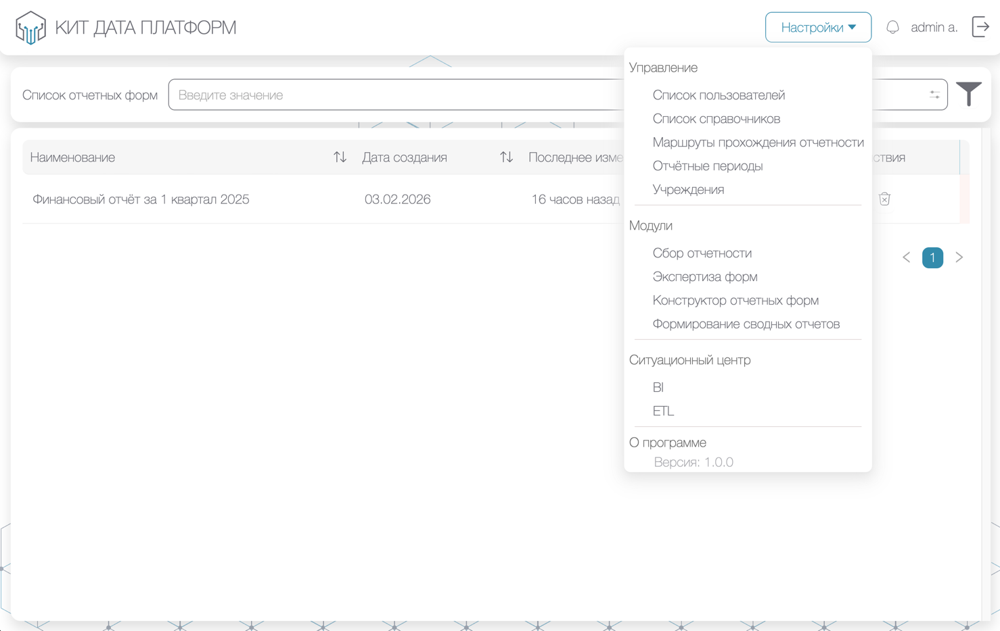 КИТ ДАТА ПЛАТФОРМ
Настройки
admin a.
Список отчетных форм
Введите значение
Наименование
Дата создания
Последнее изме
ствия
Финансовый отчёт за 1 квартал 2025
03.02.2026
16 часов назад
1
Управление
Список пользователей
Список справочников
Маршруты прохождения отчетности
Отчётные периоды
Учреждения
Модули
Сбор отчетности
Экспертиза форм
Конструктор отчетных форм
Формирование сводных отчетов
Ситуационный центр
BI
ETL
О программе
Версия: 1.0.0